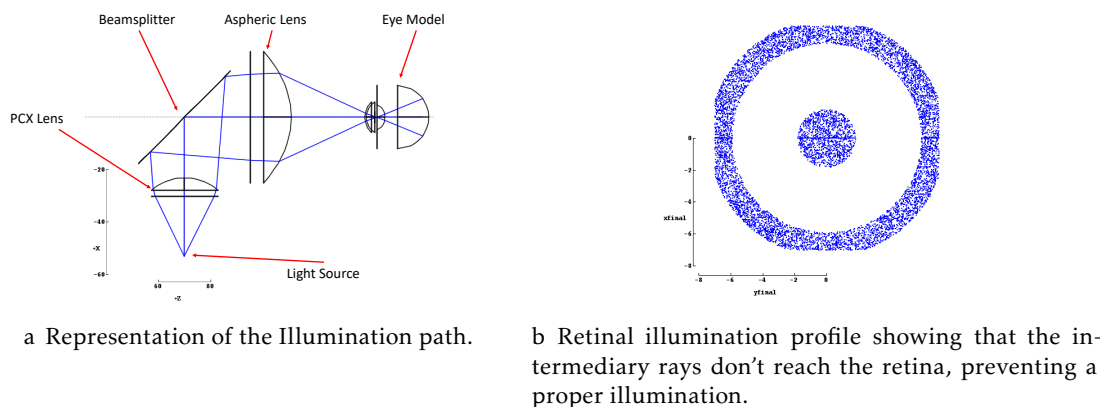 Beamsplitter
Aspheric Lens
Eye Model
PCX Lens
-20
-40
-X
-60
60
80
+Z
Light Source
0
-2
-4
xfinal
-6
-8
-8
-6
-4
-2
0
yfinal
a Representation of the Illumination path.
b Retinal illumination profile showing that the in-
termediary rays don't reach the retina, preventing a
proper illumination.